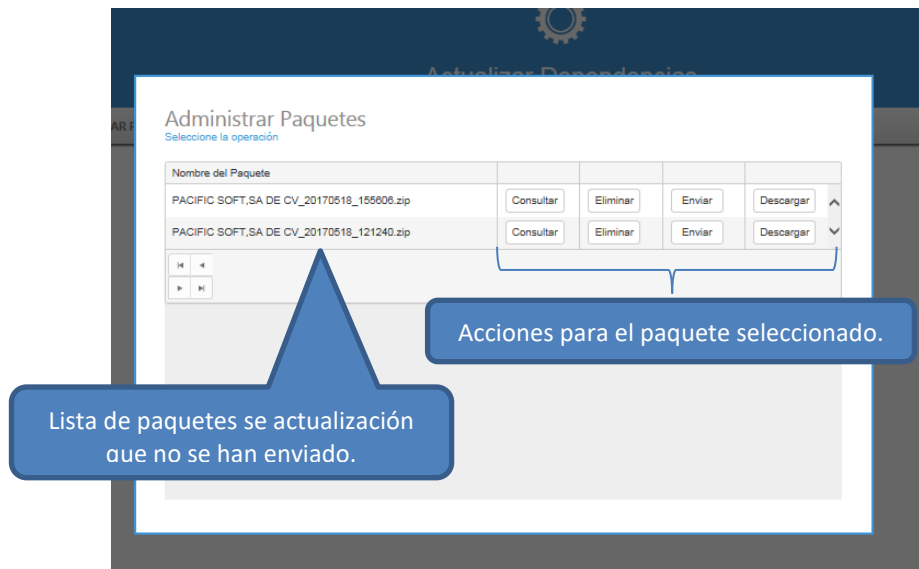 Actualizar Dependencias
Administrar Paquetes
AR P
Seleccione la operación
Nombre del Paquete
PACIFIC SOFT,SA DE CV_20170518_155606.zip Consultar Eliminar Enviar Descargar
PACIFIC SOFT,SA DE CV_20170518_121240.zip Consultar Eliminar Enviar Descargar
Acciones para el paquete seleccionado.
Lista de paquetes se actualización
que no se han enviado.